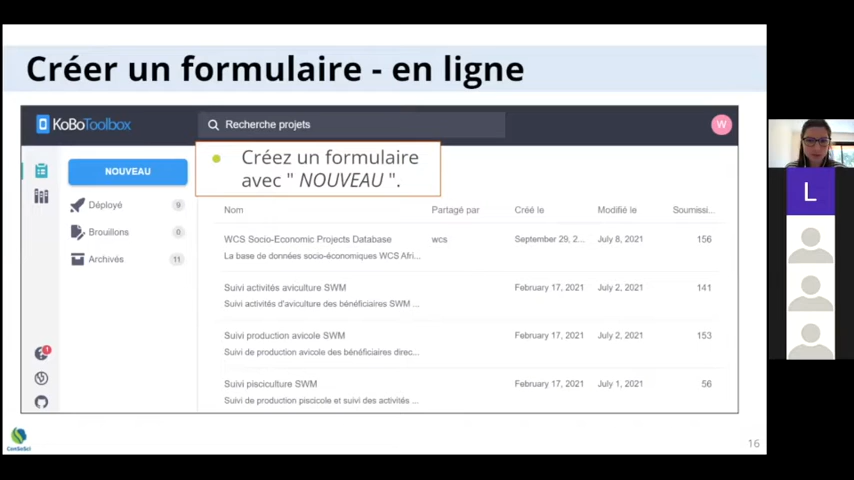 Créer un formulaire - en ligne
KoBoToolbox
Recherche projets
W
NOUVEAU
Créez un formulaire
avec " NOUVEAU ".
Déployé 9
Brouillons 0
Archivés 11
Nom Partagé par Créé le Modifié le Soumissi...
WCS Socio-Economic Projects Database wcs September 29, 2... July 8, 2021 156
La base de données socio-économiques WCS Afri...
Suivi activités aviculture SWM February 17, 2021 July 2, 2021 141
Suivi activités d'aviculture des bénéficiaires SWM ...
Suivi production avicole SWM February 17, 2021 July 2, 2021 153
Suivi de production avicole des bénéficiaires direc...
Suivi pisciculture SWM February 17, 2021 July 1, 2021 56
Suivi de production piscicole et suivi des activités ...
1
ConSoSci
16
L